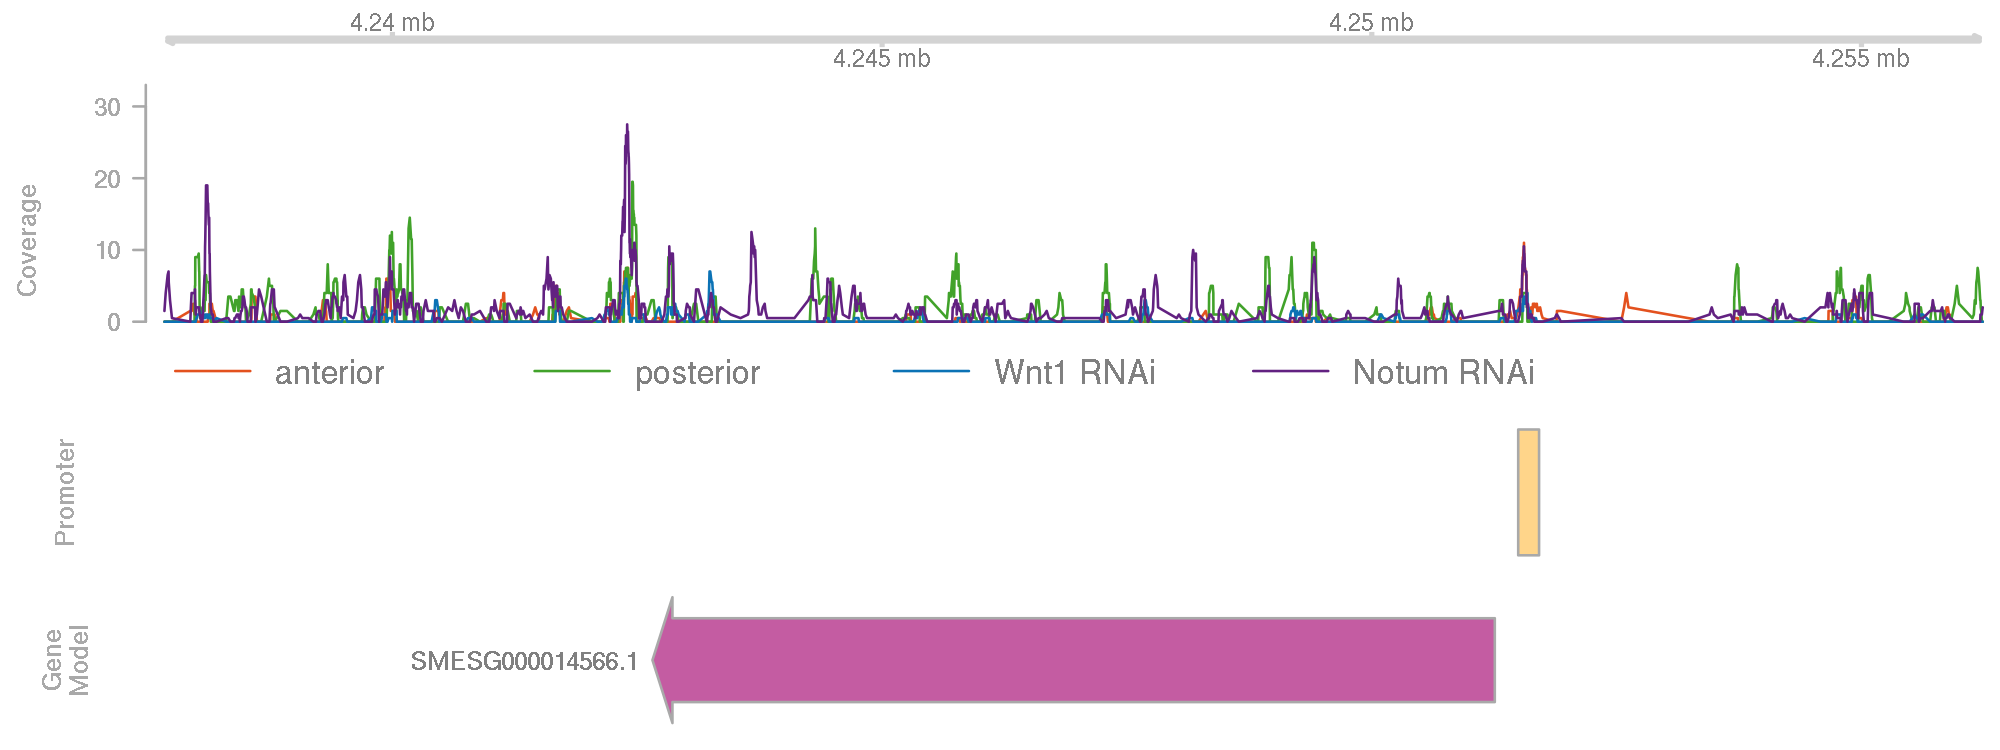 4.24 mb
4.25 mb
4.245 mb
4.255 mb
30
20
10
0
Coverage
anterior
posterior
Wnt1 RNAi
Notum RNAi
Promoter
SMESG000014566.1
Gene
Model